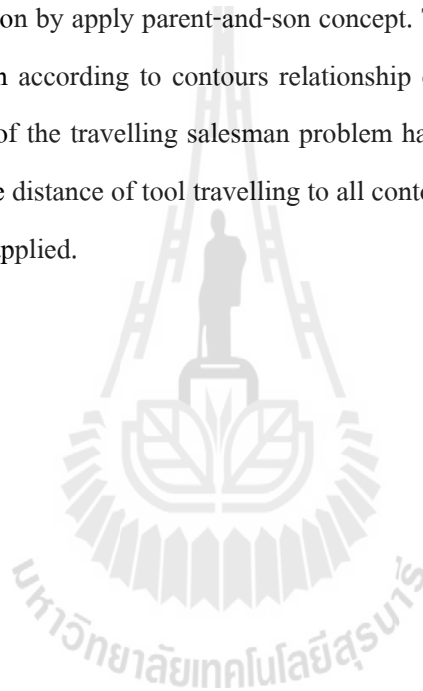 on by apply parent-and-son concept. T
according to contours relationship
of the travelling salesman problem ha
distance of tool travelling to all conto
pplied.
มหาวิทยาลัยเทคโนโลยีสุรนารี